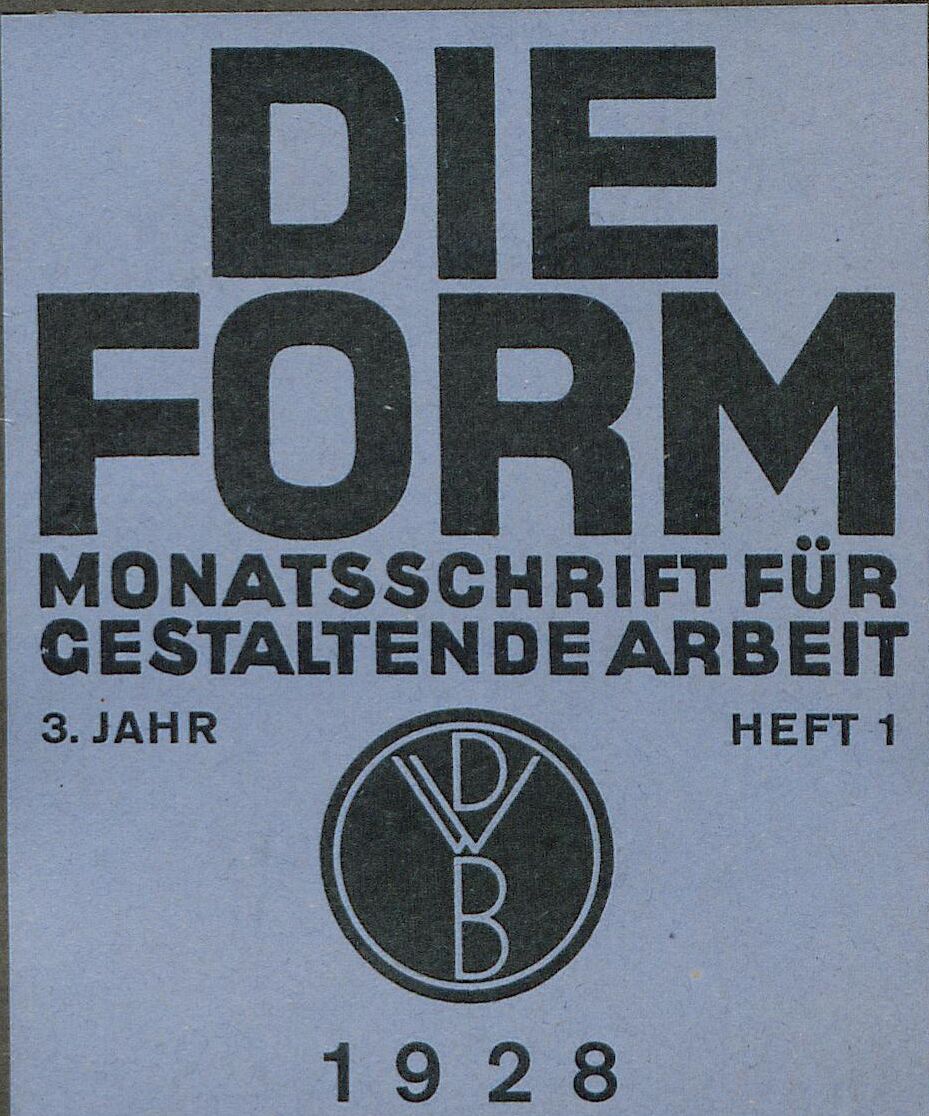 DIE
FORM
MONATSSCHRIFT FÜR
GESTALTENDE ARBEIT
3. JAHR HEFT 1
DWB
1928